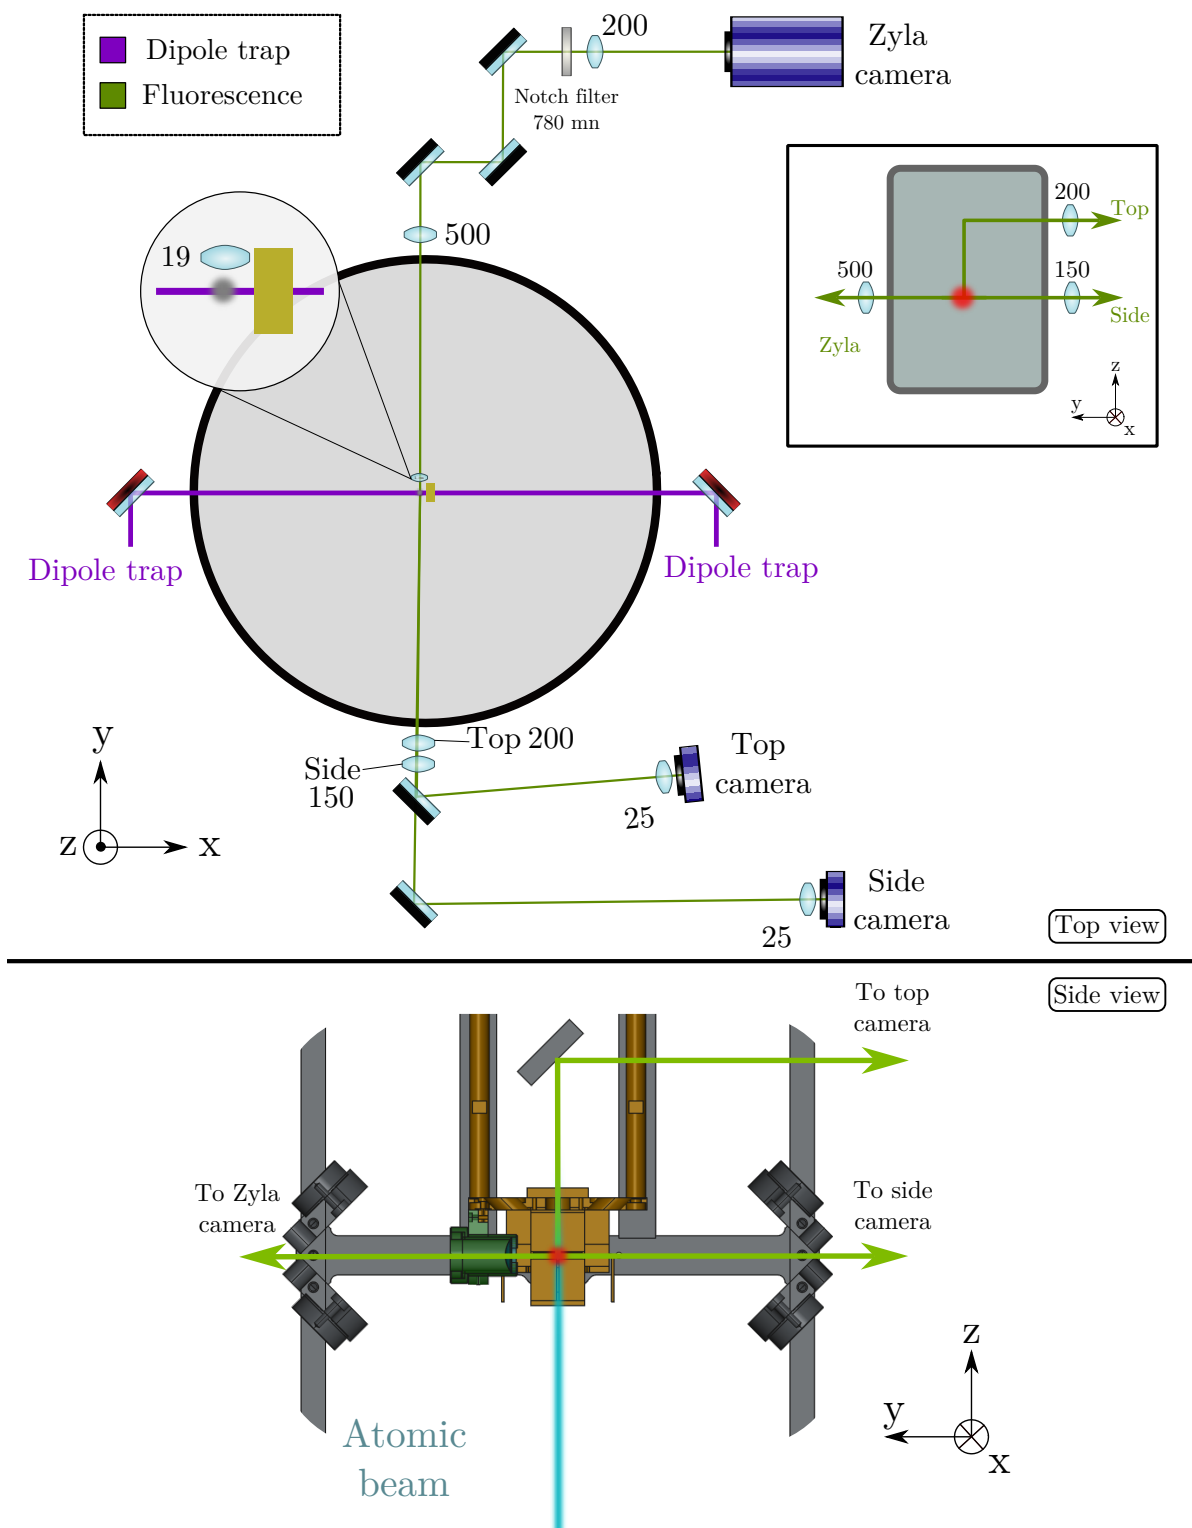 Dipole trap
Fluorescence
200
Zyla
camera
Notch filter
780 mn
19
500
200
Top
500
150
Side
Zyla
z
y
x
Dipole trap
Dipole trap
Top 200
Side
150
Top
camera
25
y
z
x
Side
camera
25
Top view
Side view
To top
camera
To Zyla
camera
To side
camera
Atomic
beam
z
y
x